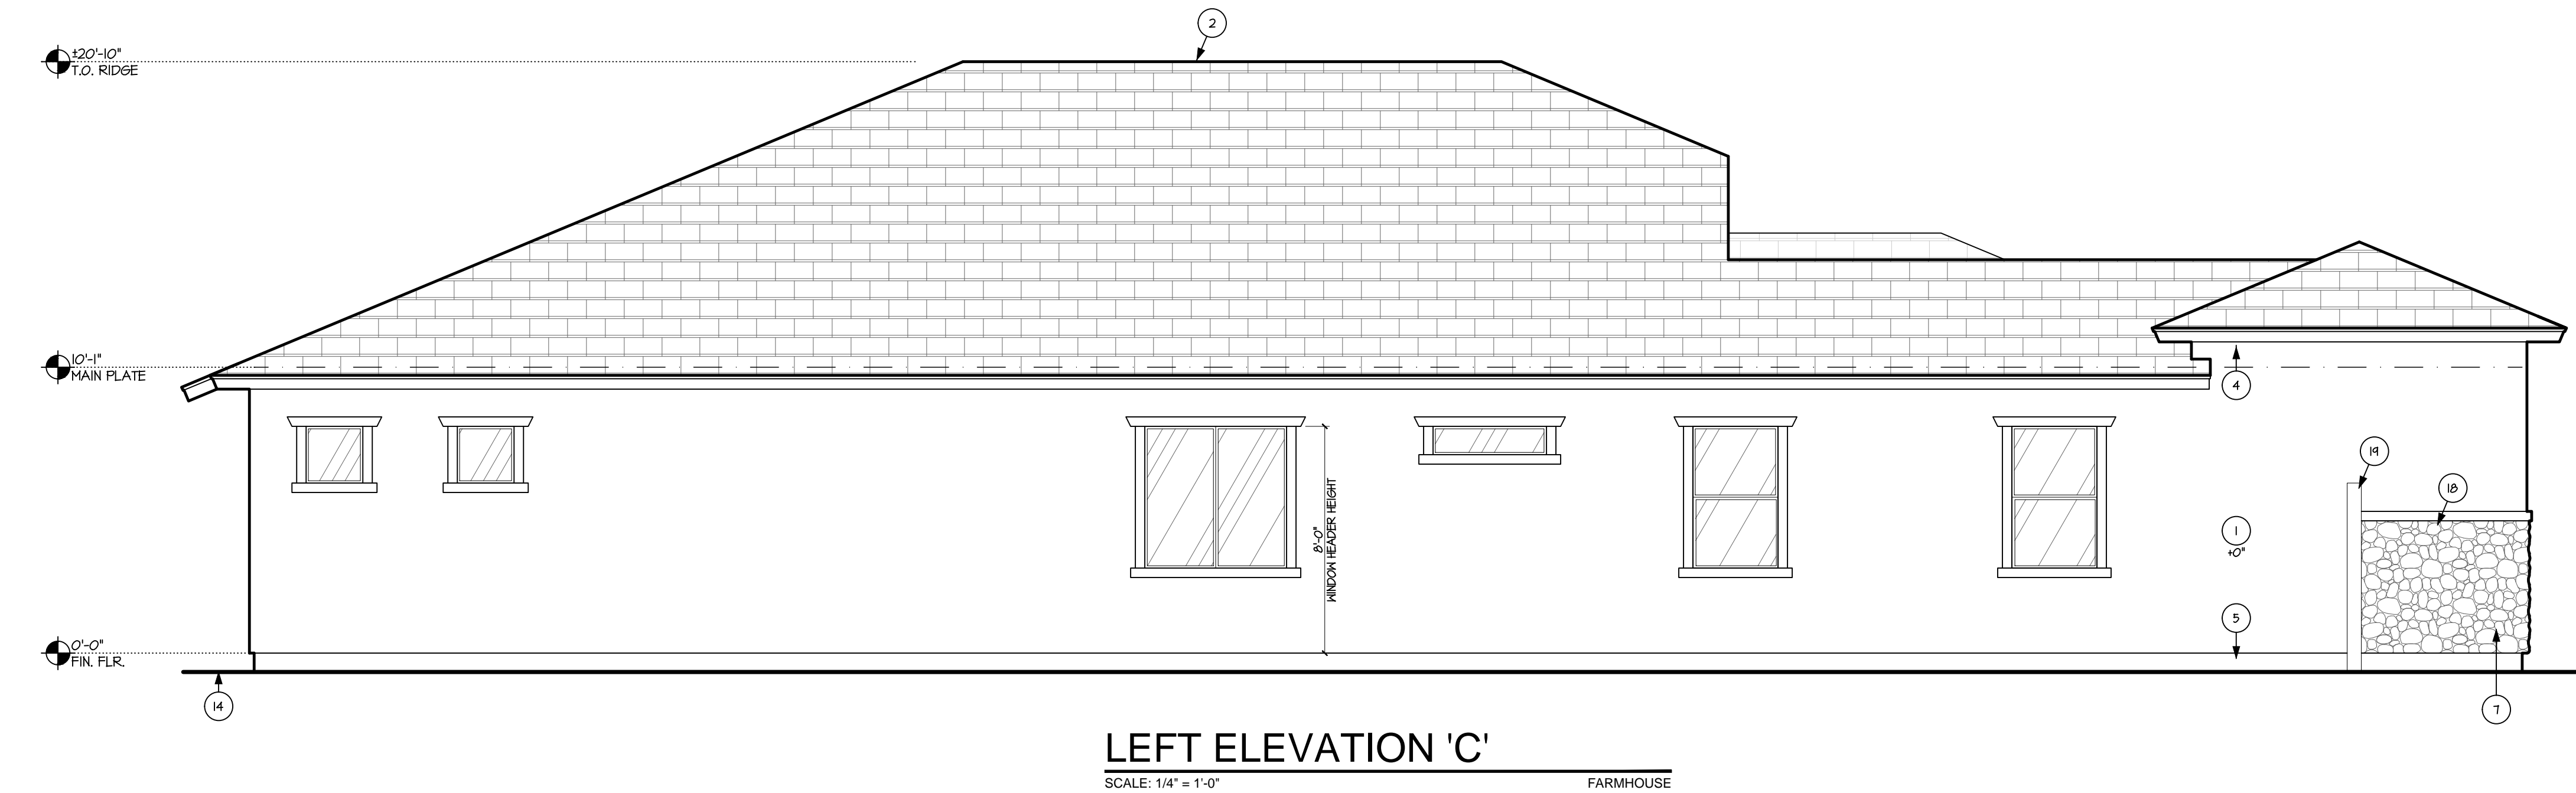 2
±20'-10"
T.O. RIDGE
10'-1"
MAIN PLATE
4
19
18
8'-0"
WINDOW HEADER HEIGHT
1
±0"
5
0'-0"
FIN. FLR.
14
7
LEFT ELEVATION 'C'
SCALE: 1/4" = 1'-0" FARMHOUSE